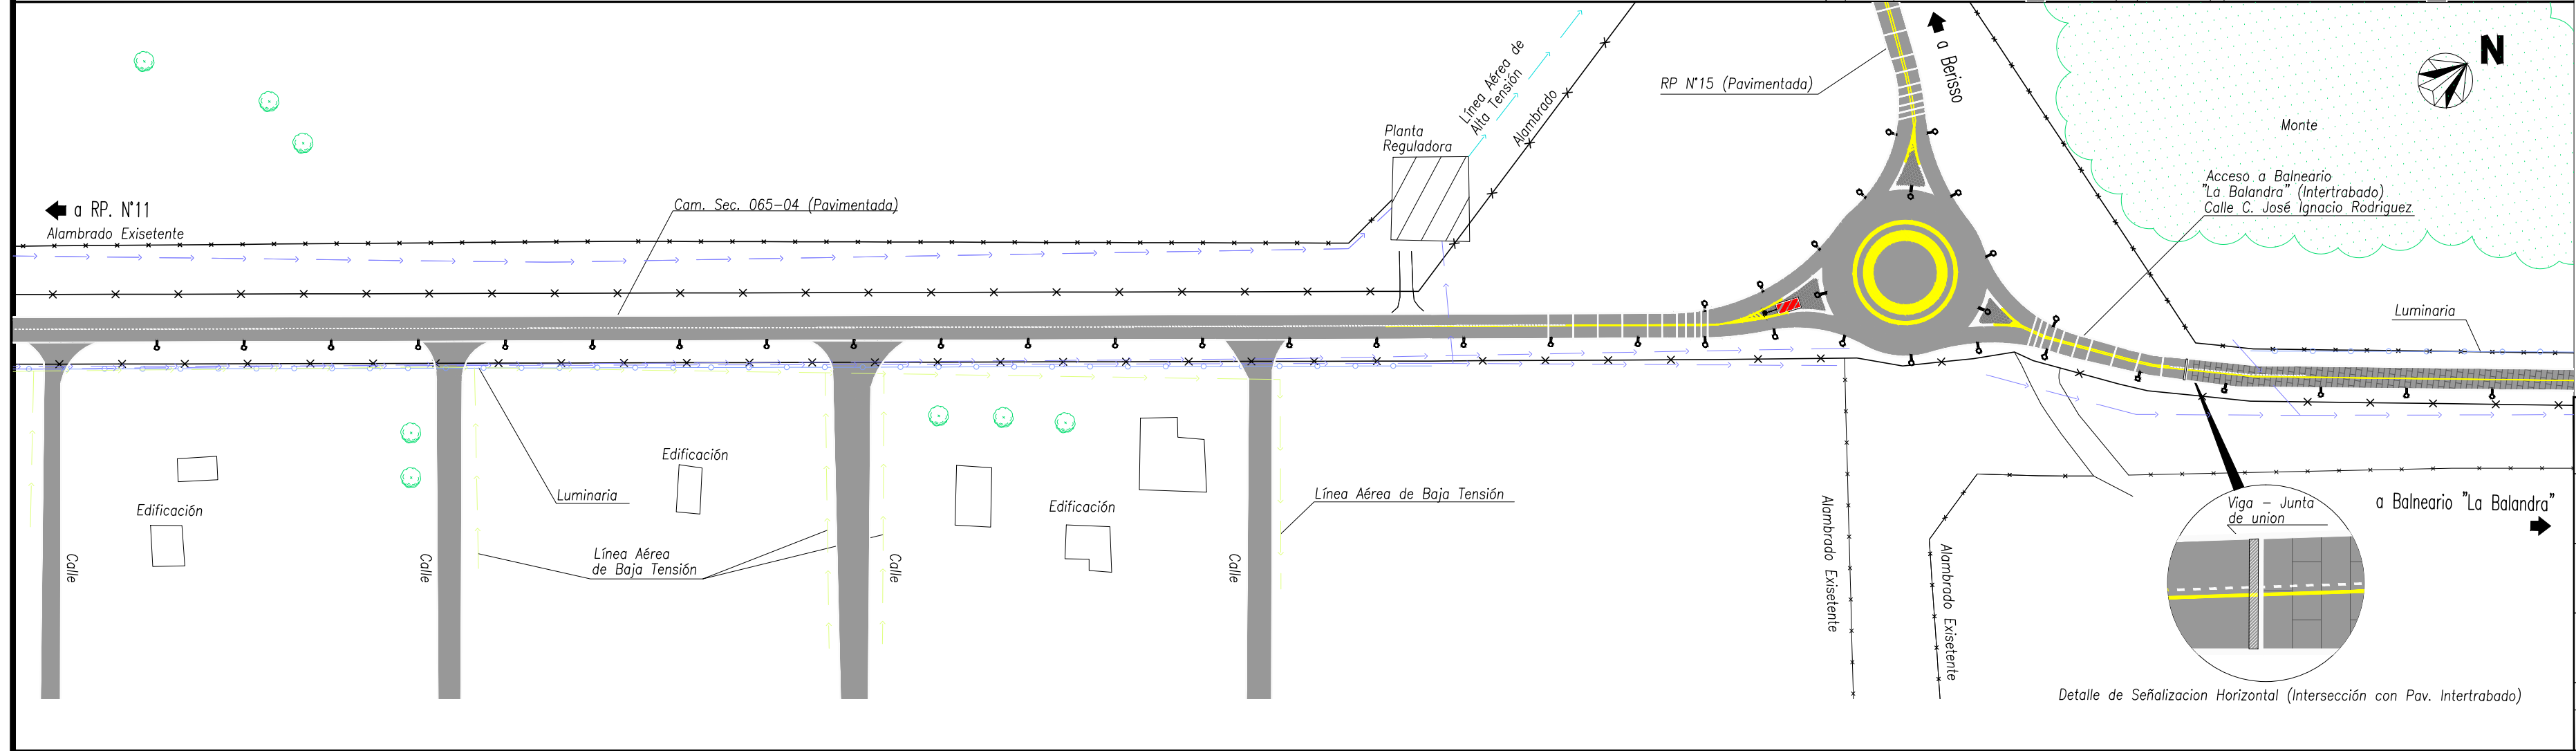 Línea Aérea de
Alta Tensión
Alambrado
Planta
Reguladora
RP N°15 (Pavimentada)
a Berisso
N
Monte
Acceso a Balneario
"La Balandra" (Intertrabado)
Calle C. José Ignacio Rodriguez
a RP. N°11
Alambrado Exisetente
Cam. Sec. 065-04 (Pavimentada)
Luminaria
Edificación
Edificación
Luminaria
Línea Aérea
de Baja Tensión
Edificación
Línea Aérea de Baja Tensión
Calle
Calle
Calle
Calle
Alambrado Exisetente
Alambrado Exisetente
Viga - Junta
de union
a Balneario "La Balandra"
Detalle de Señalizacion Horizontal (Intersección con Pav. Intertrabado)